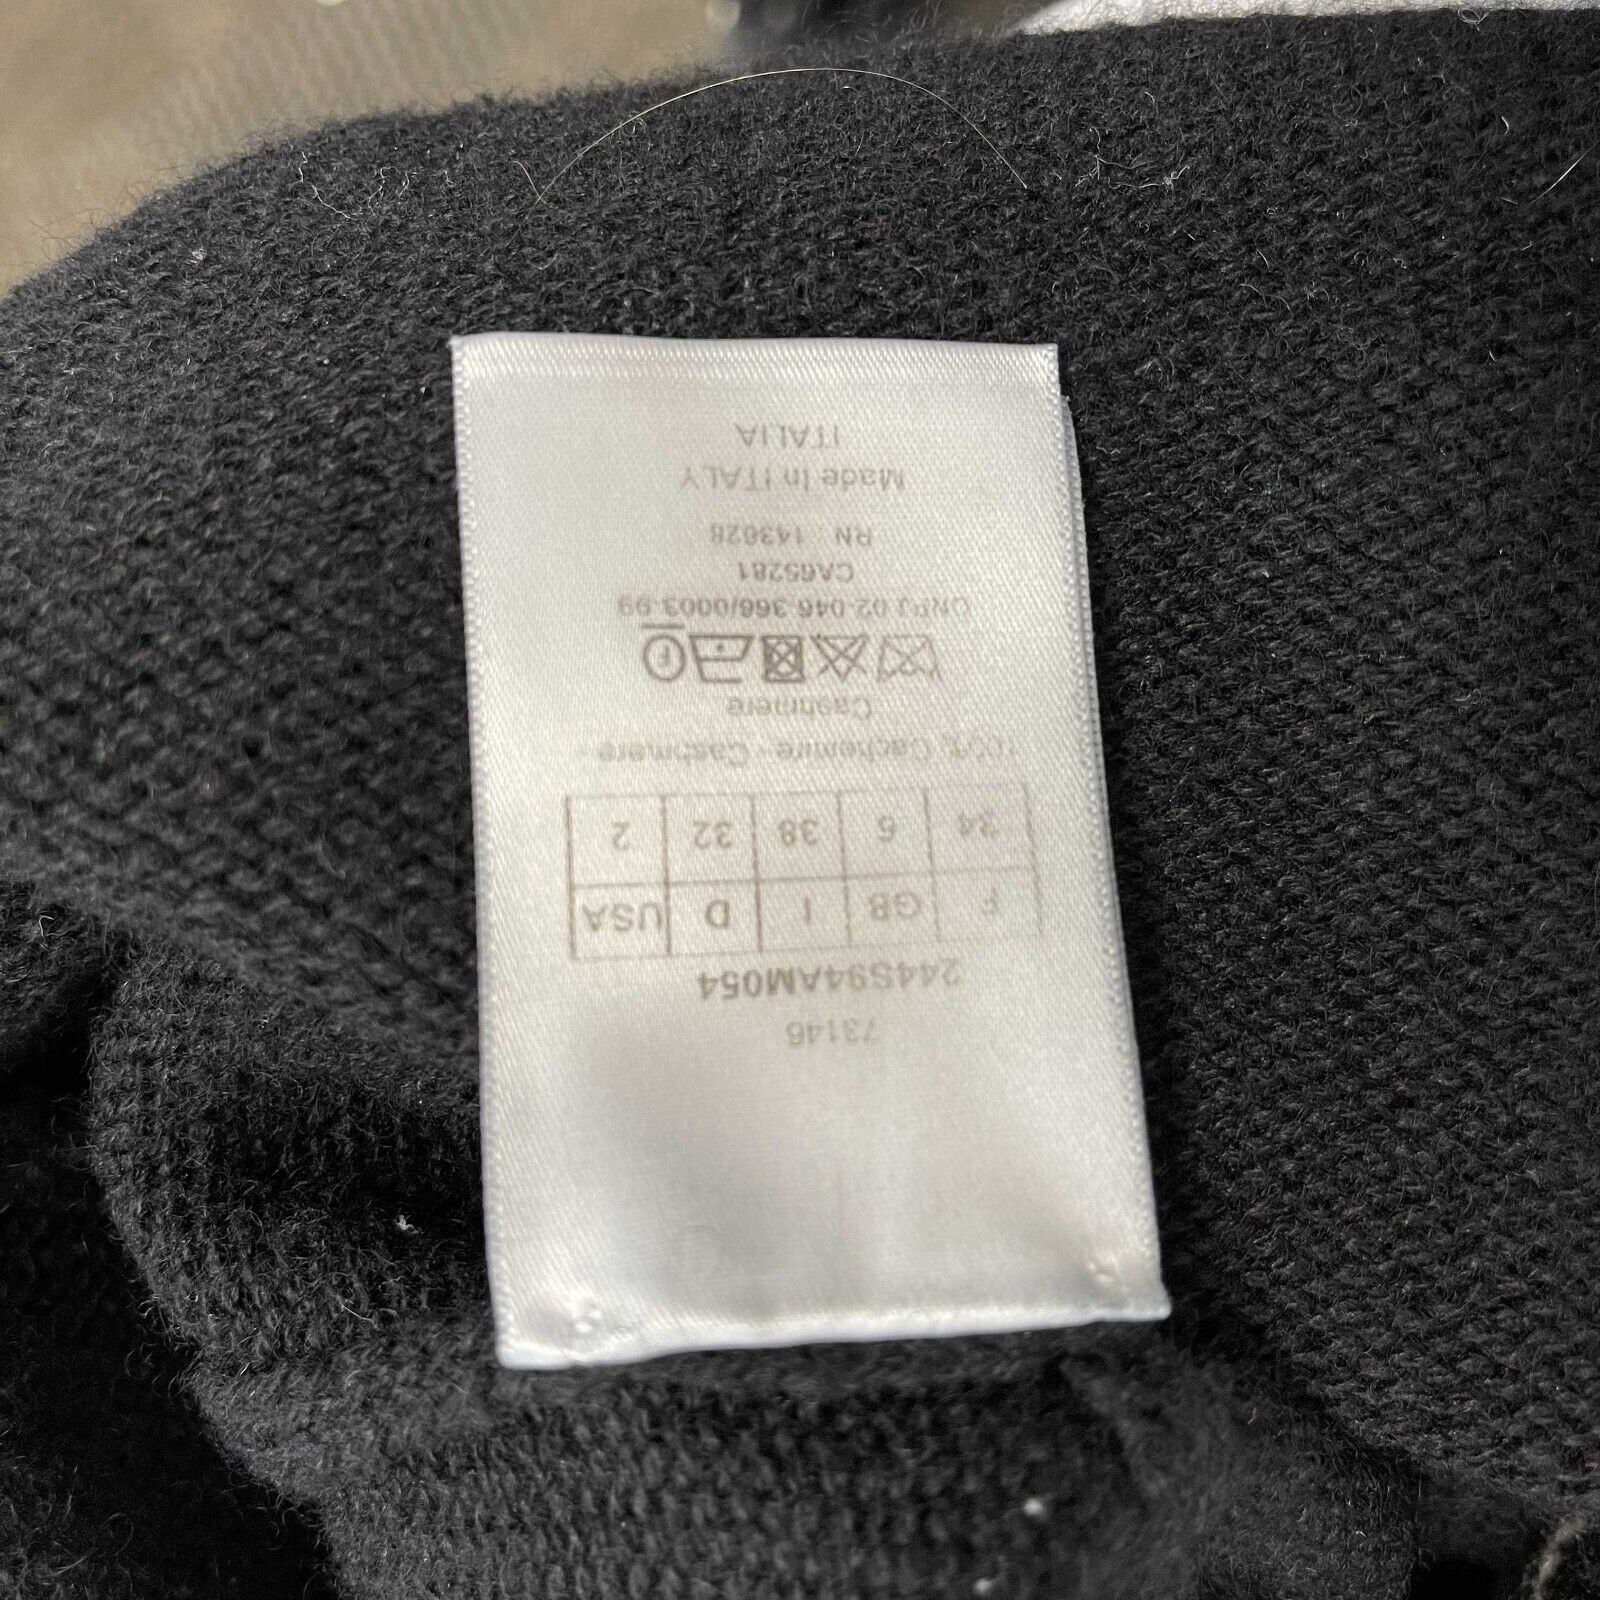 73146
244S94AM054
F GB I D USA
34 6 38 32 2
100% Cachemire - Cashmere -
Cashmere
F
CNPJ 02 046 366/0003-99
CA65281
RN 143628
Made In ITALY
ITALIA